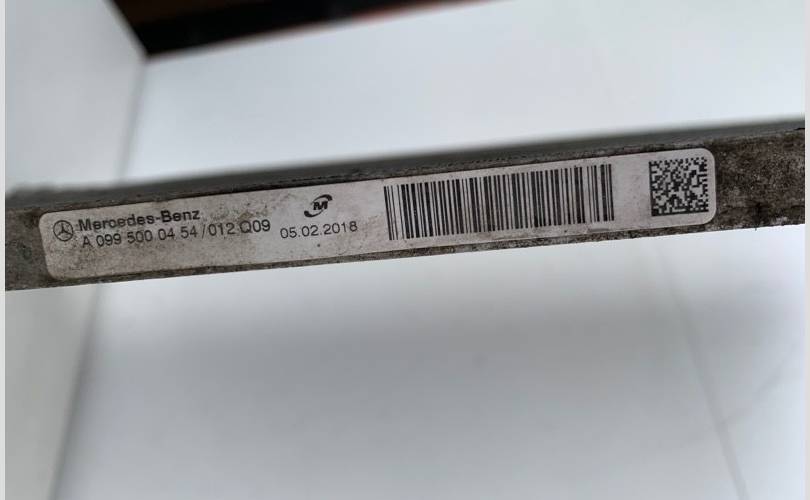 Mercedes-Benz
A 099 500 04 54 / 012 Q09
M
05.02.2018